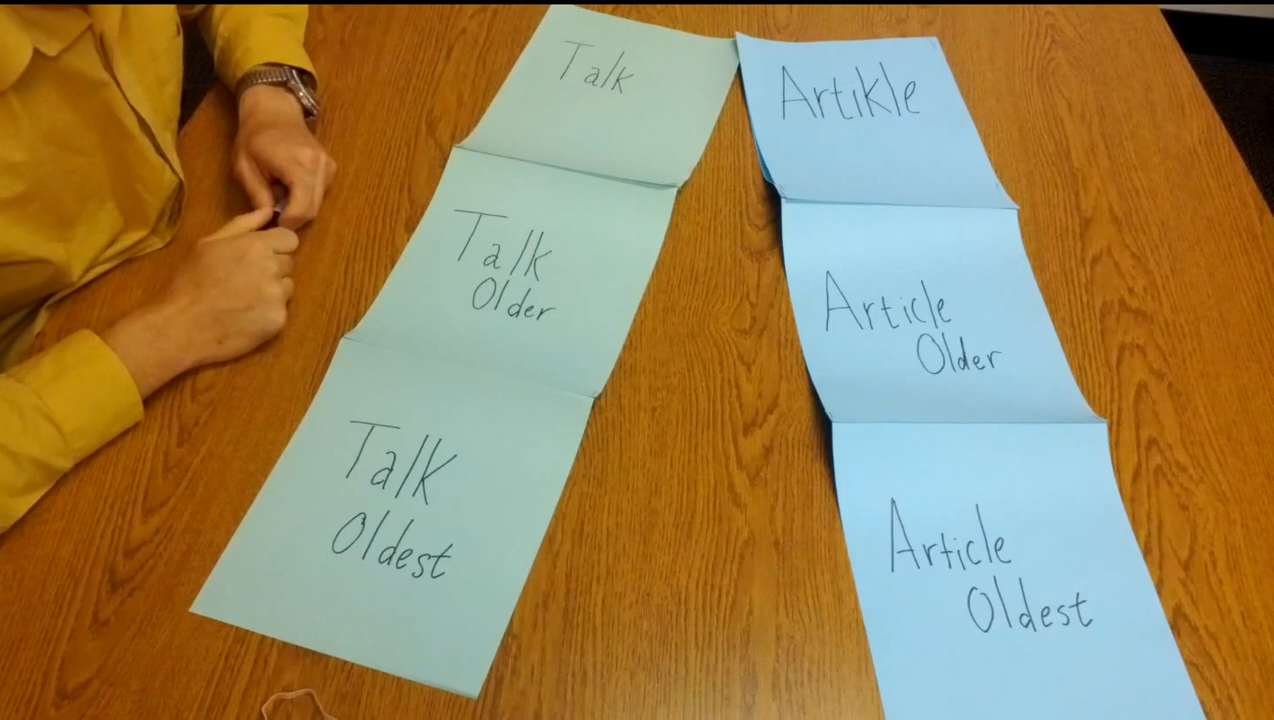 Talk
Talk
Older
Talk
Oldest
Artikle
Article
Older
Article
Oldest